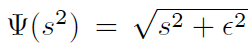 Ψ(s²) = √(s² + ϵ²)